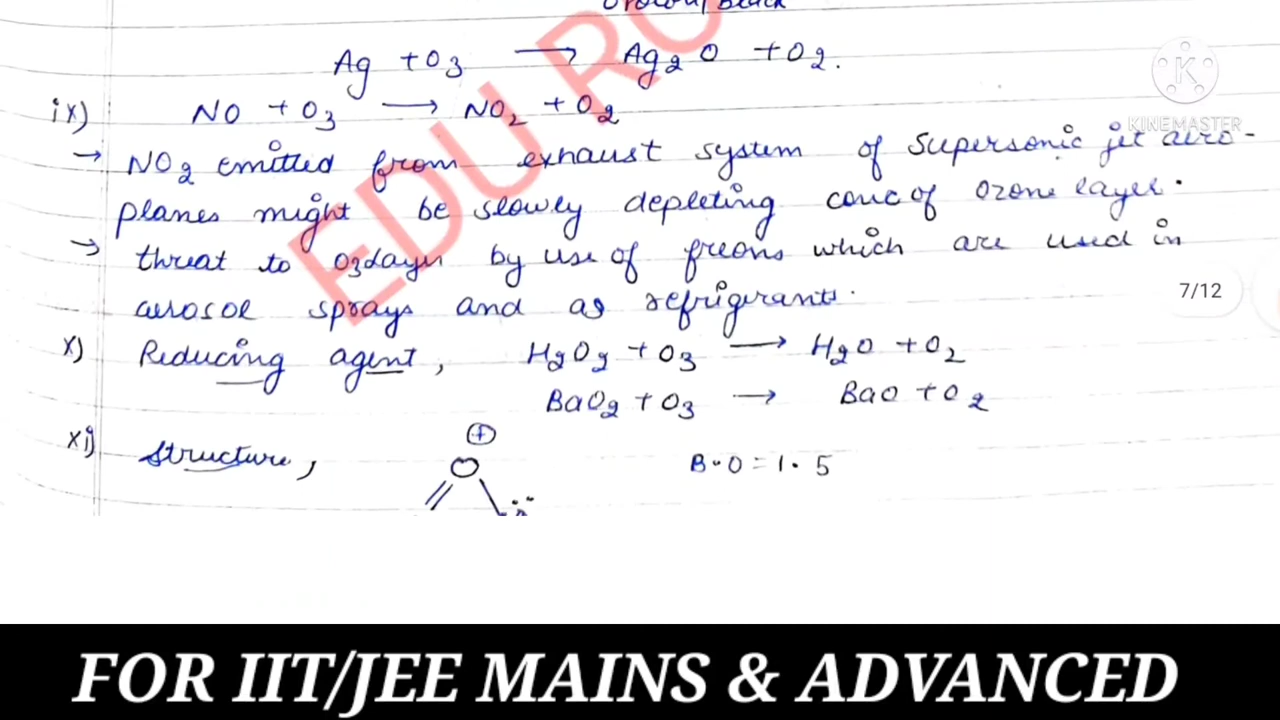 Ag + O3 → Ag2O + O2.
ix) NO + O3 → NO2 + O2
→ NO2 emitted from exhaust system of supersonic jet aero-
planes might be slowly depleting conc of ozone layer.
→ threat to O3 layer by use of freons which are used in
aerosol sprays and as refrigerants.
x) Reducing agent, H2O2 + O3 → H2O + O2
BaO2 + O3 → BaO + O2
xi) Structure, B.O = 1.5
+
O
EDU
K
KINEMASTER
7/12
FOR IIT/JEE MAINS & ADVANCED